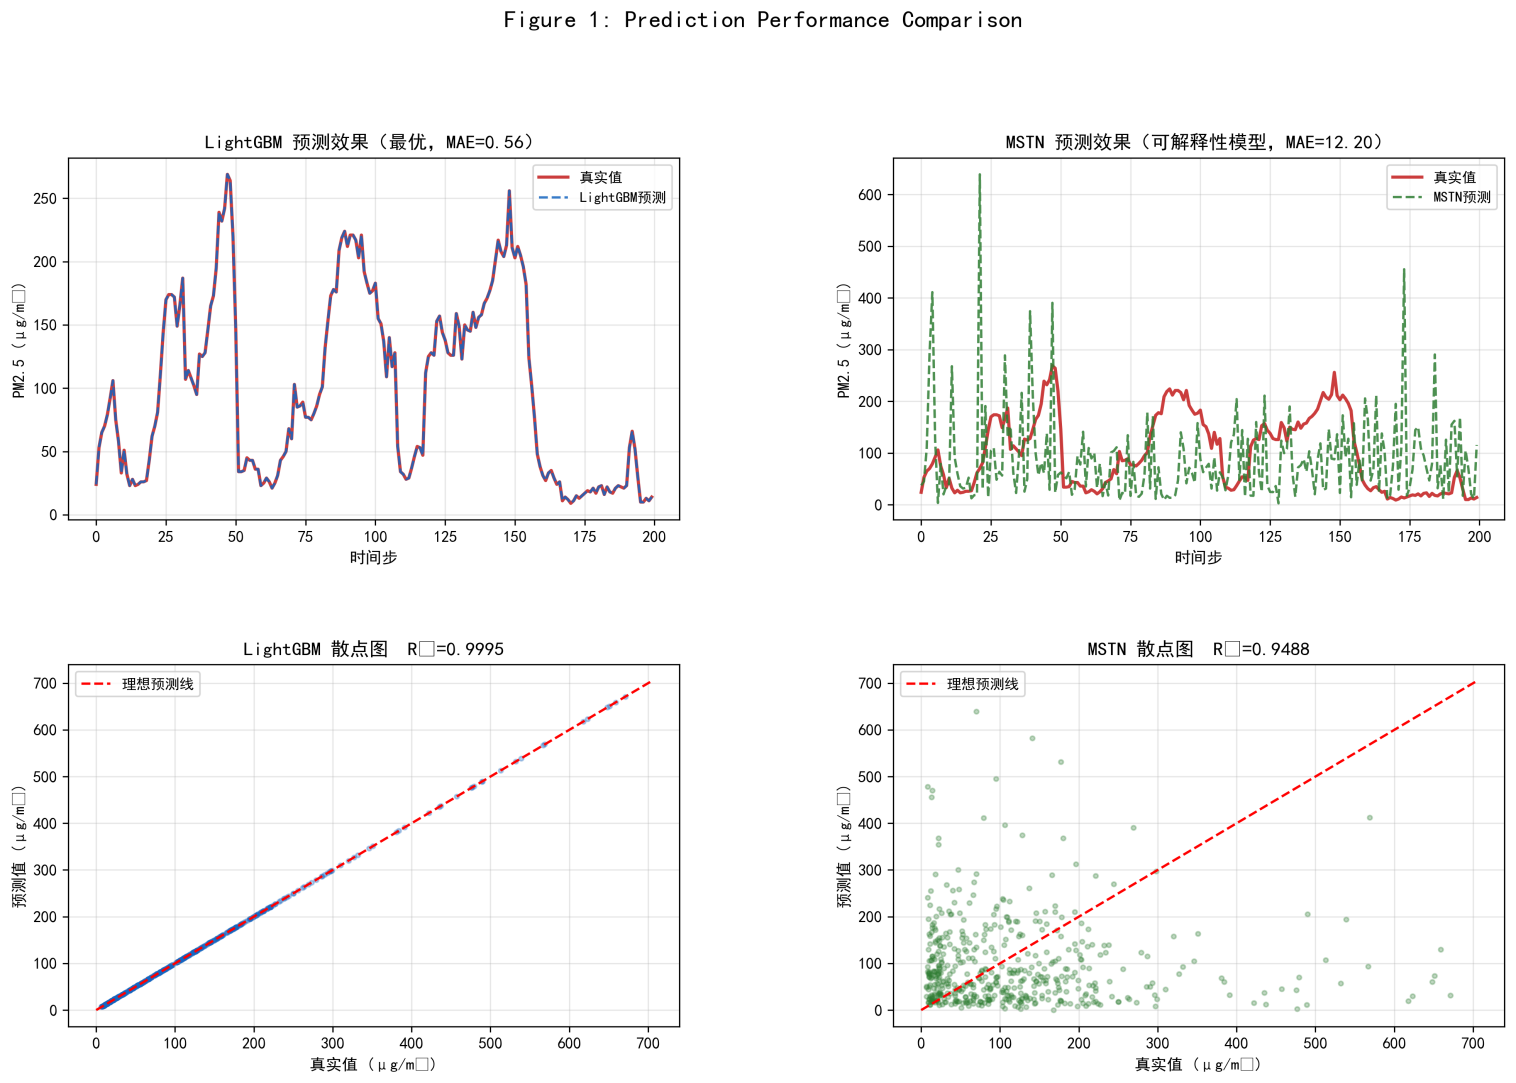 Figure 1: Prediction Performance Comparison
LightGBM 预测效果（最优，MAE=0.56）
真实值
LightGBM预测
PM2.5 (μg/m□)
250
200
150
100
50
0
0 25 50 75 100 125 150 175 200
时间步
MSTN 预测效果（可解释性模型，MAE=12.20）
真实值
MSTN预测
PM2.5 (μg/m□)
600
500
400
300
200
100
0
0 25 50 75 100 125 150 175 200
时间步
LightGBM 散点图 R□=0.9995
理想预测线
预测值 (μg/m□)
700
600
500
400
300
200
100
0
0 100 200 300 400 500 600 700
真实值 (μg/m□)
MSTN 散点图 R□=0.9488
理想预测线
预测值 (μg/m□)
700
600
500
400
300
200
100
0
0 100 200 300 400 500 600 700
真实值 (μg/m□)